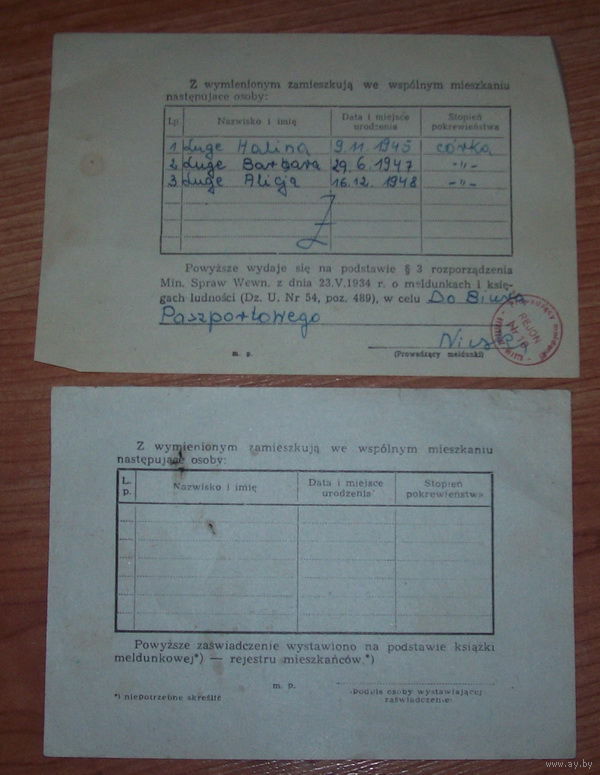 Z wymienionym zamieszkują we wspólnym mieszkaniu
następujące osoby:
Lp. Nazwisko i imię Data i miejsce urodzenia Stopień pokrewieństwa
1 Luge Halina 9.11.1945 córka
2 Luge Barbara 29.6.1947 -"-
3. Luge Alicja 16.12.1948 -"-
Powyższe wydaje się na podstawie § 3 rozporządzenia
Min. Spraw Wewn. z dnia 23.V.1934 r. o meldunkach i księ-
gach ludności (Dz. U. Nr 54, poz. 489), w celu Do Biura
Paszportowego
m. p. (Prowadzący meldunki)
REJON
Z wymienionym zamieszkują we wspólnym mieszkaniu
następujące osoby:
L. p. Nazwisko i imię Data i miejsce urodzenia Stopień pokrewieństwa
Powyższe zaświadczenie wystawiono na podstawie książki
meldunkowej*) — rejestru mieszkańców.*)
m. p.
*) niepotrzebne skreślić
Podpis osoby wystawiającej
zaświadczenie
www.ay.by